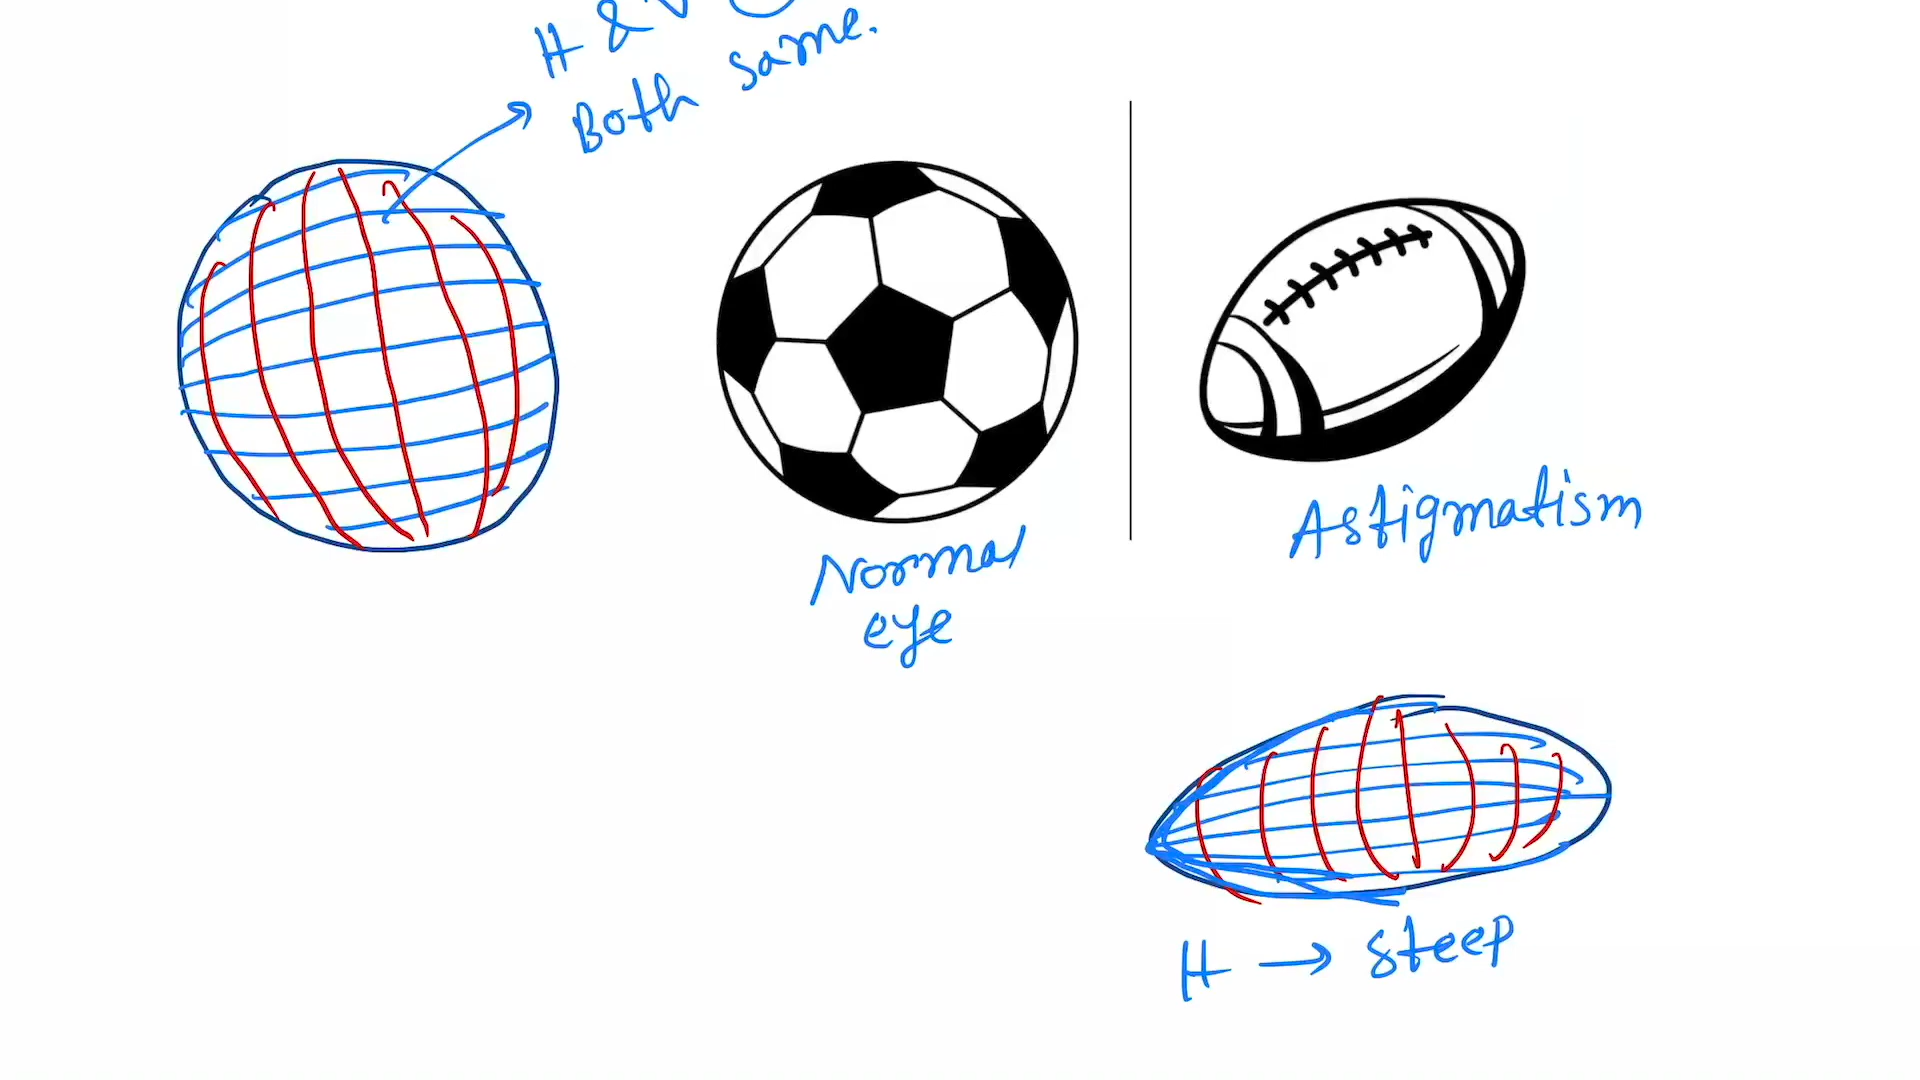 H &
Both same.
Normal
eye
Astigmatism
H → steep